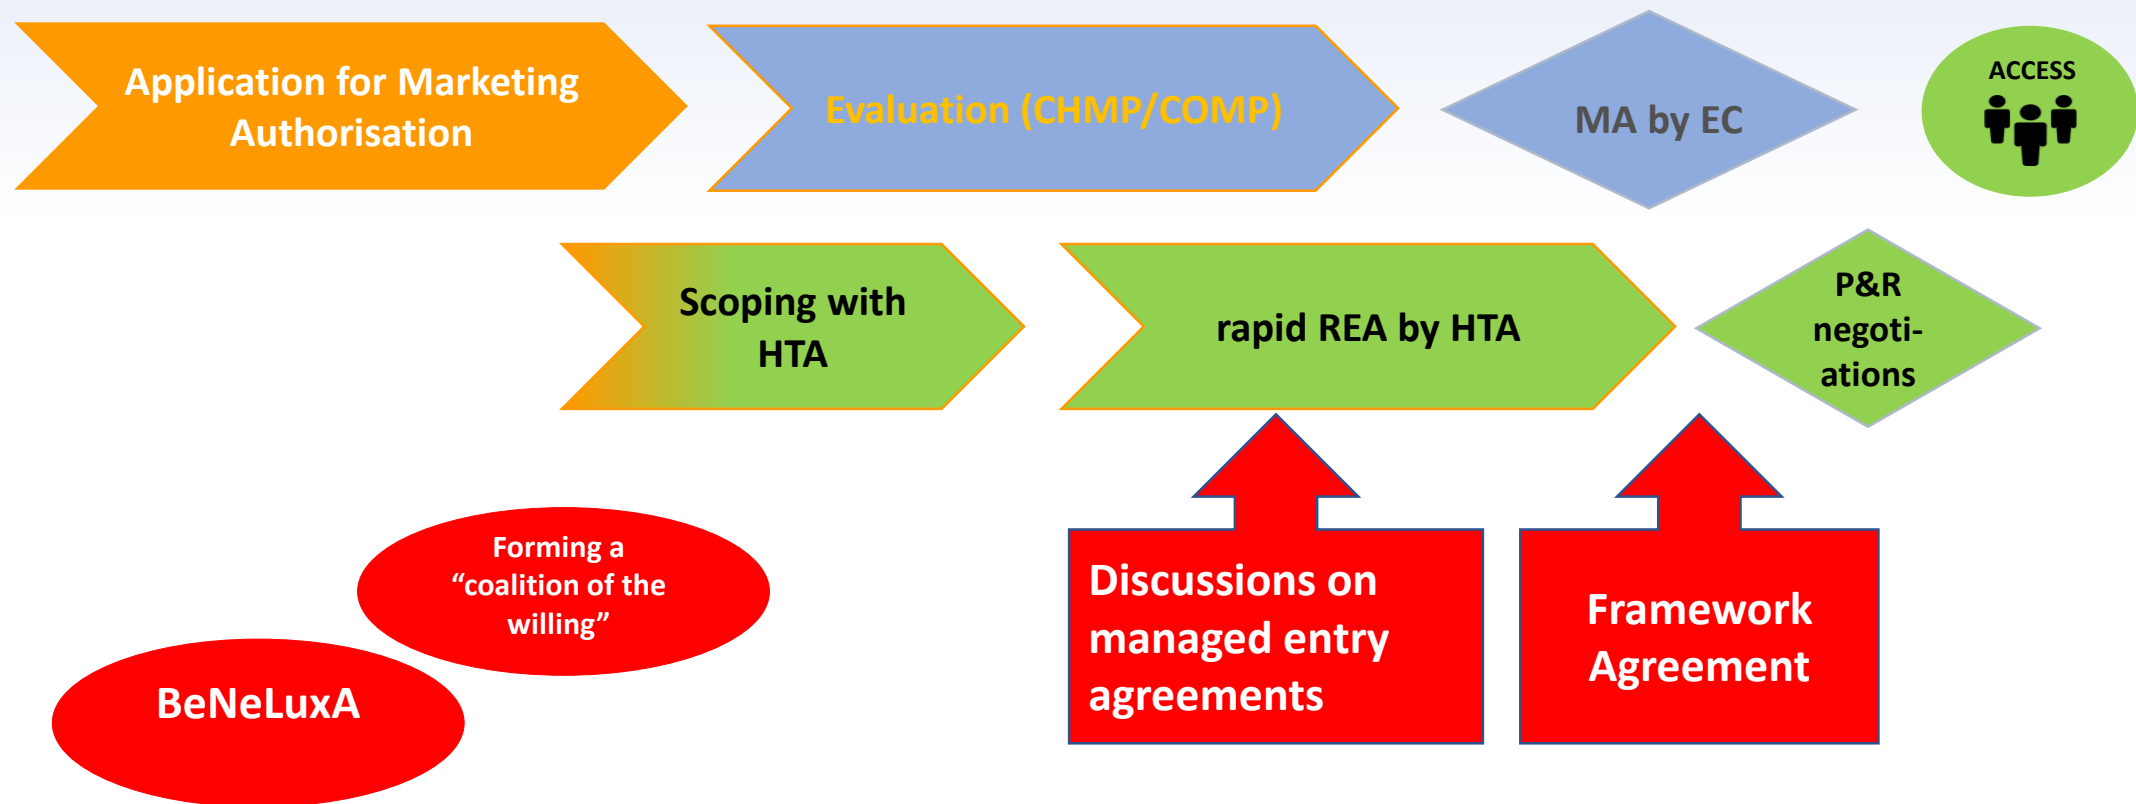 Application for Marketing
Authorisation
Evaluation (CHMP/COMP)
MA by EC
ACCESS
Scoping with
HTA
rapid REA by HTA
P&R
negoti-
ations
Forming a
“coalition of the
willing”
BeNeLuxA
Discussions on
managed entry
agreements
Framework
Agreement